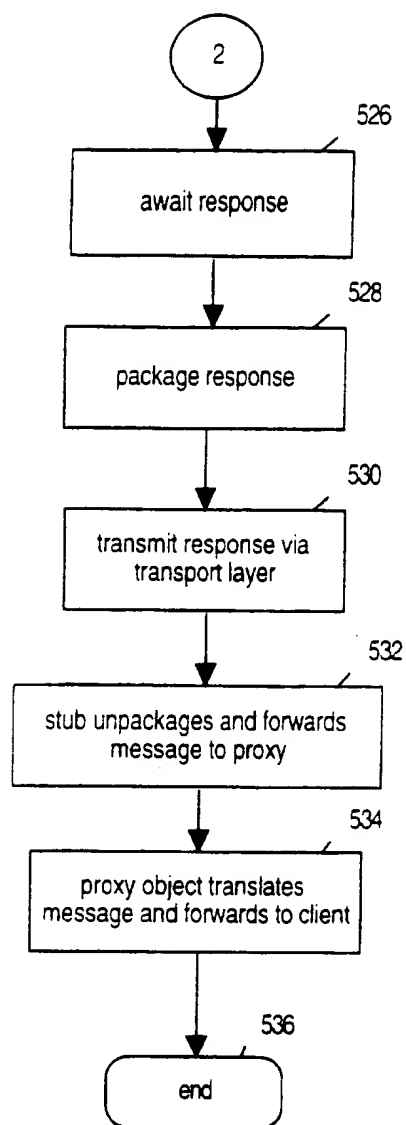 2
526
await response
528
package response
530
transmit response via
transport layer
532
stub unpackages and forwards
message to proxy
534
proxy object translates
message and forwards to client
536
end